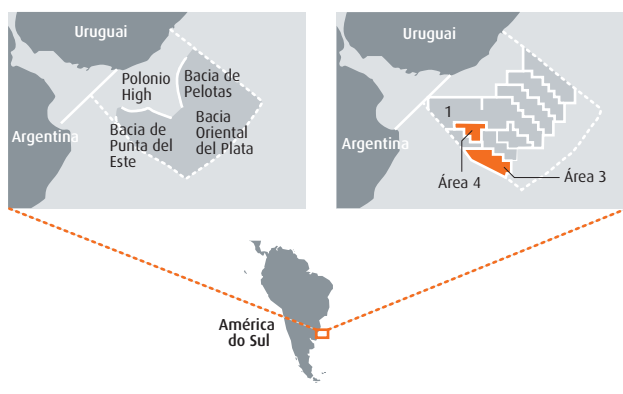 Uruguai
Polonio
High
Bacia de
Pelotas
Argentina
Bacia de
Punta del
Este
Bacia
Oriental
del Plata
Uruguai
1
Argentina
Área 4
Área 3
América
do Sul